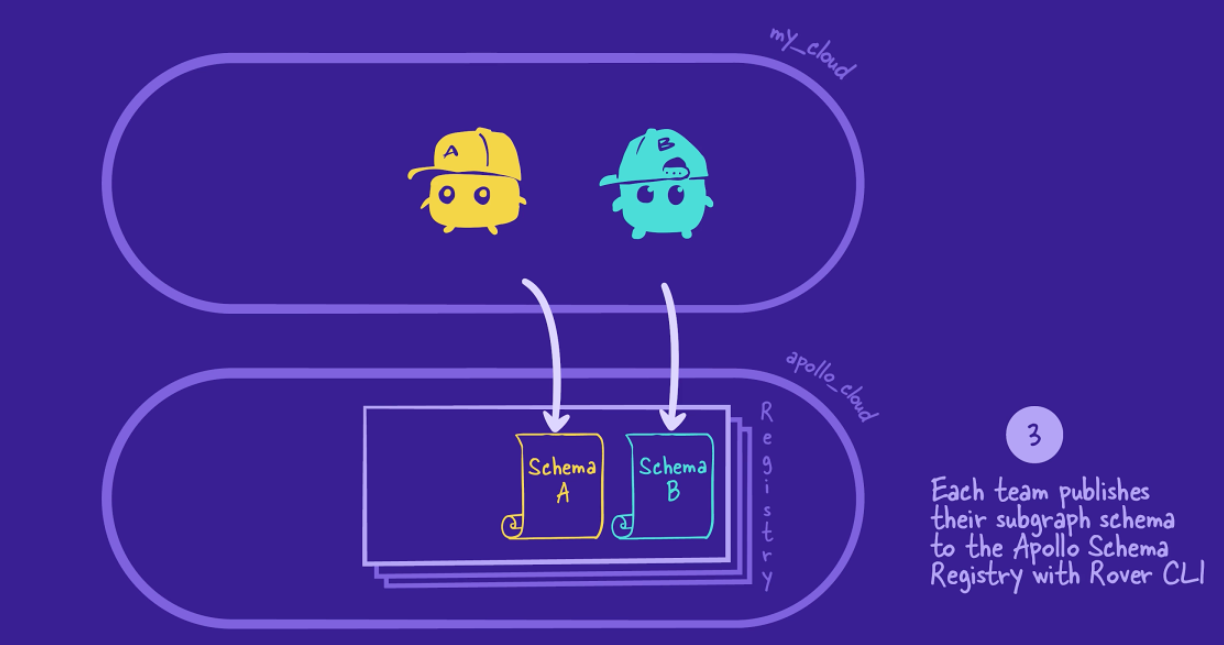 my_cloud
A
B
apollo_cloud
Registry
Schema
A
Schema
B
3
Each team publishes
their subgraph schema
to the Apollo Schema
Registry with Rover CLI